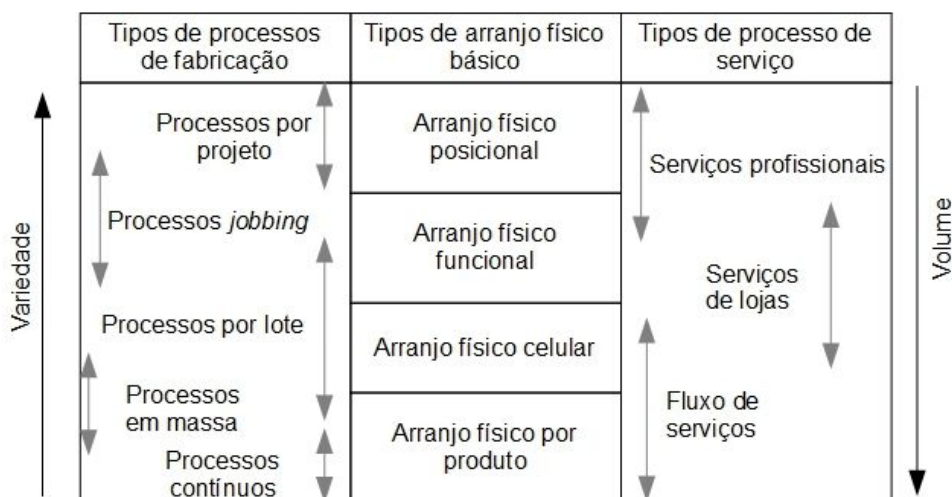 Tipos de processos
de fabricação
Tipos de arranjo físico
básico
Tipos de processo de
serviço
Variedade
Processos por
projeto
Processos jobbing
Processos por lote
Processos
em massa
Processos
contínuos
Arranjo físico
posicional
Arranjo físico
funcional
Arranjo físico celular
Arranjo físico por
produto
Serviços profissionais
Serviços
de lojas
Fluxo de
serviços
Volume